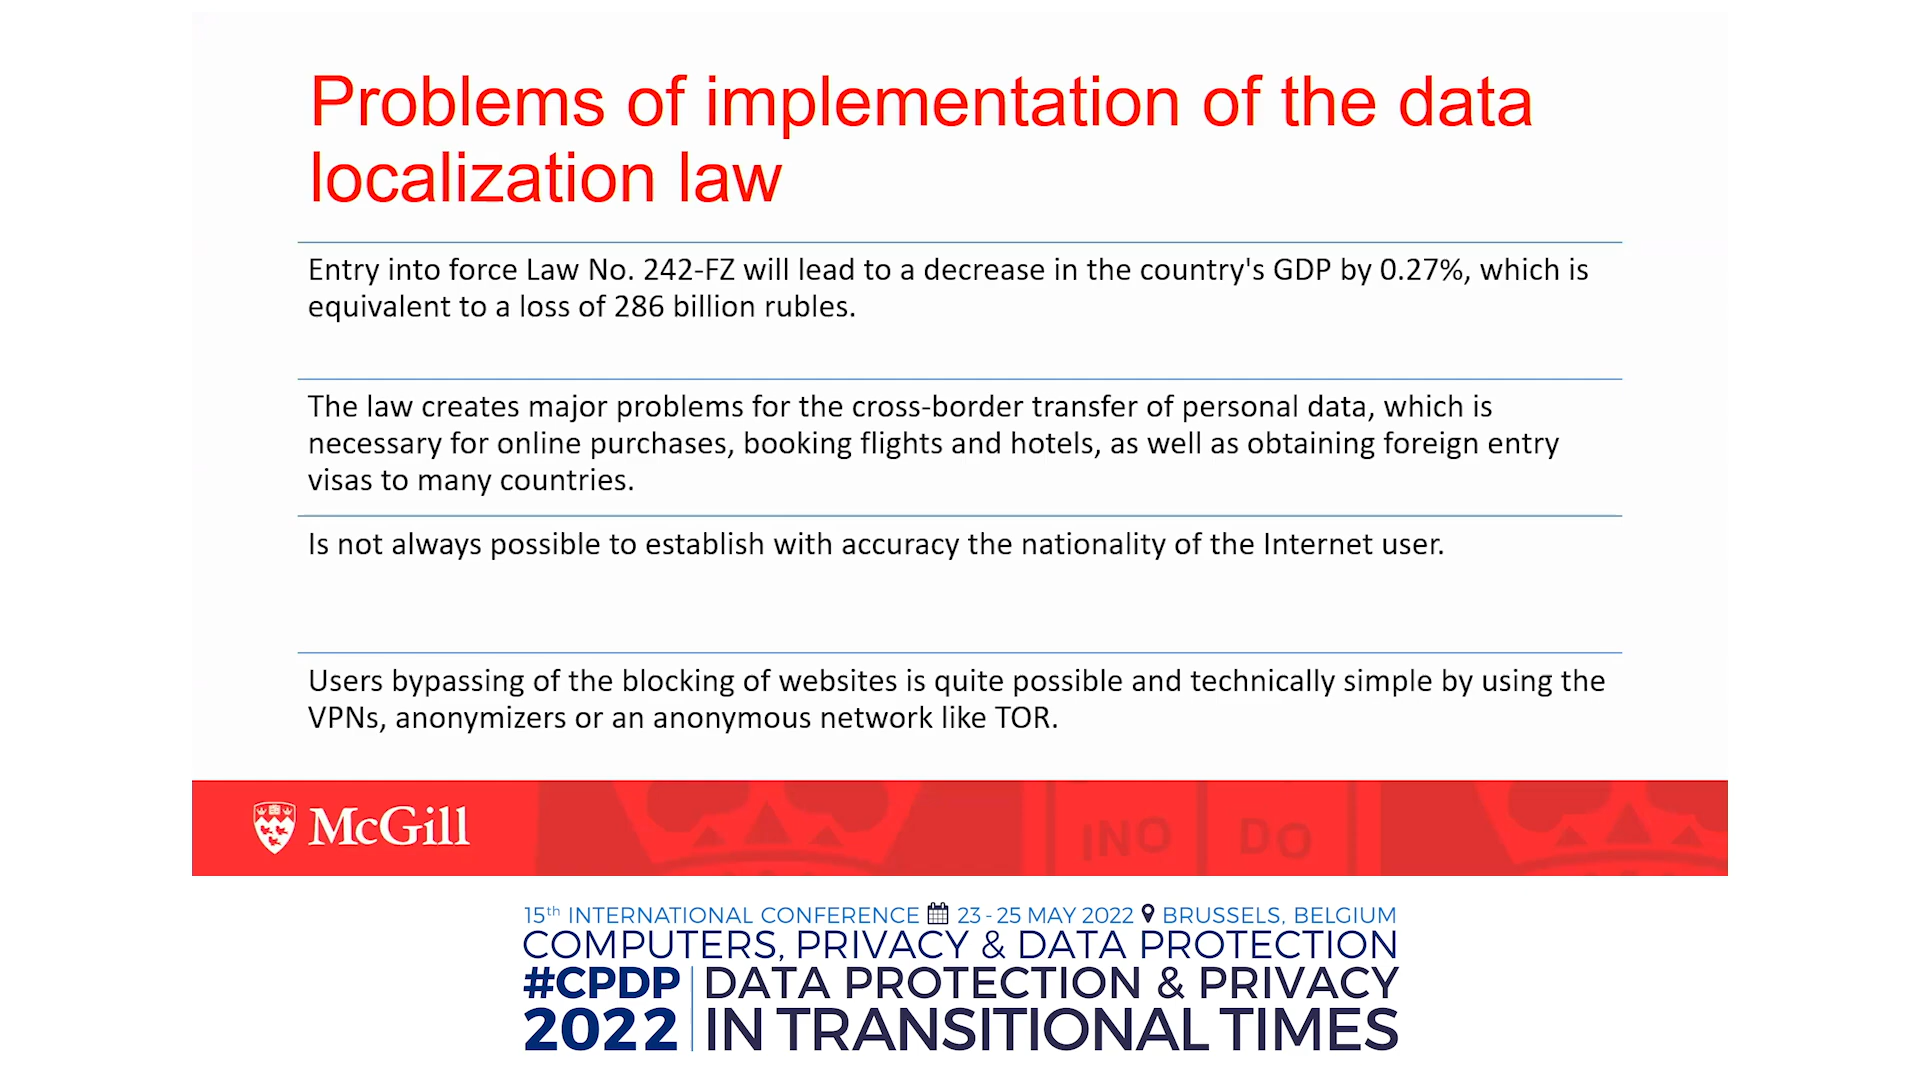 Problems of implementation of the data
localization law
Entry into force Law No. 242-FZ will lead to a decrease in the country's GDP by 0.27%, which is
equivalent to a loss of 286 billion rubles.
The law creates major problems for the cross-border transfer of personal data, which is
necessary for online purchases, booking flights and hotels, as well as obtaining foreign entry
visas to many countries.
Is not always possible to establish with accuracy the nationality of the Internet user.
Users bypassing of the blocking of websites is quite possible and technically simple by using the
VPNs, anonymizers or an anonymous network like TOR.
McGill
INO DO
15th INTERNATIONAL CONFERENCE 23-25 MAY 2022 BRUSSELS, BELGIUM
COMPUTERS, PRIVACY & DATA PROTECTION
#CPDP DATA PROTECTION & PRIVACY
2022 IN TRANSITIONAL TIMES